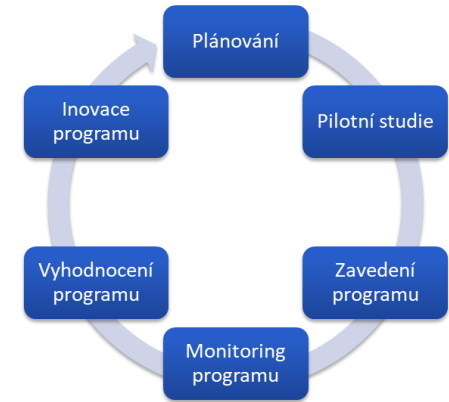 Plánování
Pilotní studie
Zavedení
programu
Monitoring
programu
Vyhodnocení
programu
Inovace
programu